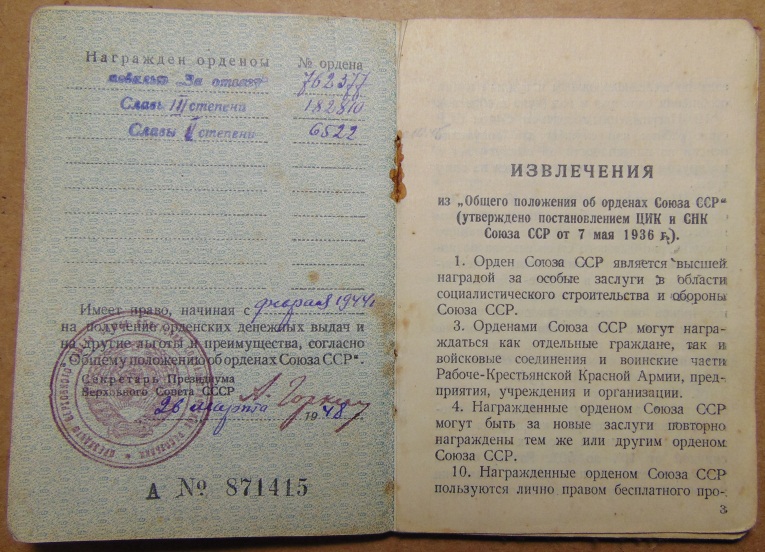 Награжден орденом № ордена
медалью „За отвагу“ 762377
Славы III степени 182810
Славы II степени 6522
Имеет право, начиная с февраля 1944 г.
на получение орденских денежных выдач и
на другие льготы и преимущества, согласно
„Общему положению об орденах Союза ССР“.
Секретарь Президиума
Верховного Совета СССР А. Горкин
26 августа 1948 г.
А № 871415
ИЗВЛЕЧЕНИЯ
из „Общего положения об орденах Союза ССР“
(утверждено постановлением ЦИК и СНК
Союза ССР от 7 мая 1936 г.).
1. Орден Союза ССР является высшей
наградой за особые заслуги в области
социалистического строительства и обороны
Союза ССР.
3. Орденами Союза ССР могут награ-
ждаться как отдельные граждане, так и
войсковые соединения и воинские части
Рабоче-Крестьянской Красной Армии, пред-
приятия, учреждения и организации.
4. Награжденные орденом Союза ССР
могут быть за новые заслуги повторно
награждены тем же или другим орденом
Союза ССР.
10. Награжденные орденом Союза ССР
пользуются лично правом бесплатного про-
3